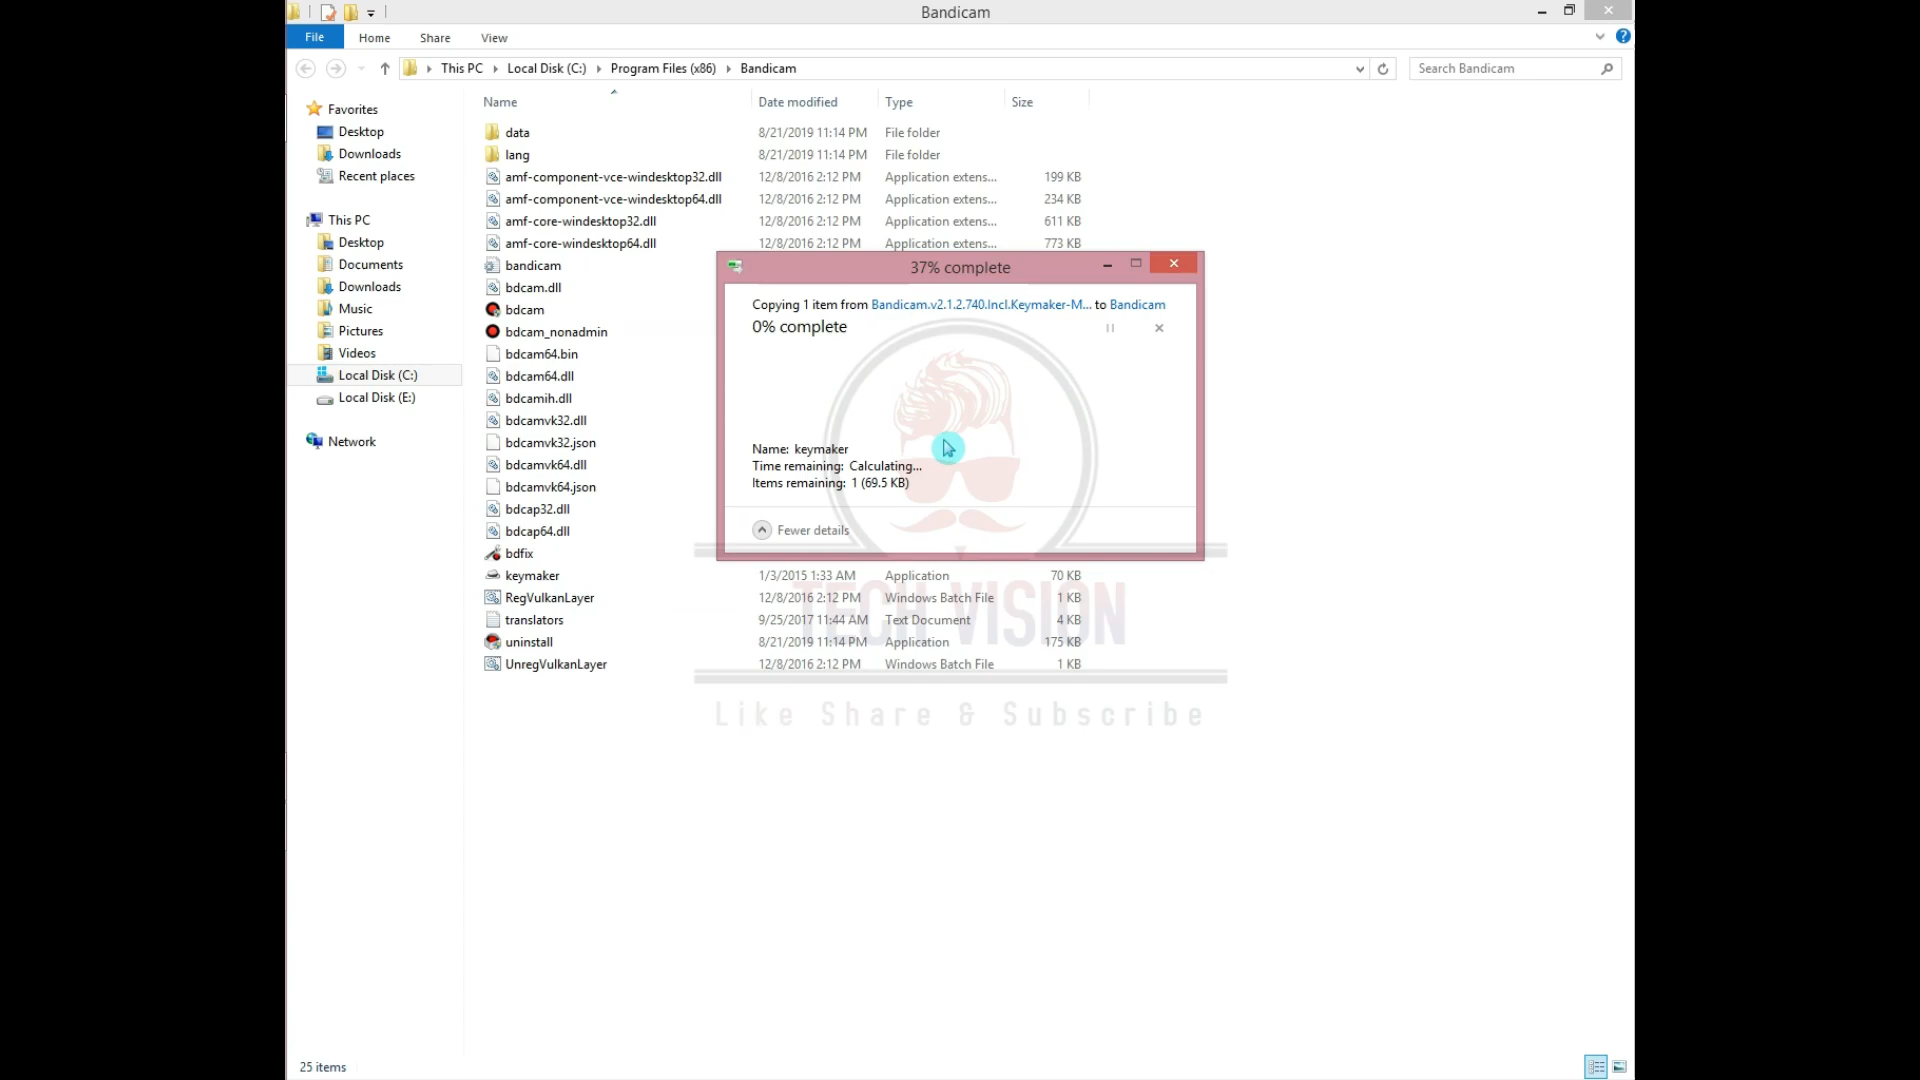 Bandicam
File Home Share View
This PC Local Disk (C:) Program Files (x86) Bandicam
Search Bandicam
Name Date modified Type Size
Favorites
Desktop
Downloads
Recent places
This PC
Desktop
Documents
Downloads
Music
Pictures
Videos
Local Disk (C:)
Local Disk (E:)
Network
data 8/21/2019 11:14 PM File folder
lang 8/21/2019 11:14 PM File folder
amf-component-vce-windesktop32.dll 12/8/2016 2:12 PM Application extens... 199 KB
amf-component-vce-windesktop64.dll 12/8/2016 2:12 PM Application extens... 234 KB
amf-core-windesktop32.dll 12/8/2016 2:12 PM Application extens... 611 KB
amf-core-windesktop64.dll 12/8/2016 2:12 PM Application extens... 773 KB
bandicam
bdcam.dll
bdcam
bdcam_nonadmin
bdcam64.bin
bdcam64.dll
bdcamih.dll
bdcamvk32.dll
bdcamvk32.json
bdcamvk64.dll
bdcamvk64.json
bdcap32.dll
bdcap64.dll
bdfix
keymaker 1/3/2015 1:33 AM Application 70 KB
RegVulkanLayer 12/8/2016 2:12 PM Windows Batch File 1 KB
translators 9/25/2017 11:44 AM Text Document 4 KB
uninstall 8/21/2019 11:14 PM Application 175 KB
UnregVulkanLayer 12/8/2016 2:12 PM Windows Batch File 1 KB
37% complete
Copying 1 item from Bandicam.v2.1.2.740.Incl.Keymaker-M... to Bandicam
0% complete
Name: keymaker
Time remaining: Calculating...
Items remaining: 1 (69.5 KB)
Fewer details
TECH VISION
Like Share & Subscribe
25 items